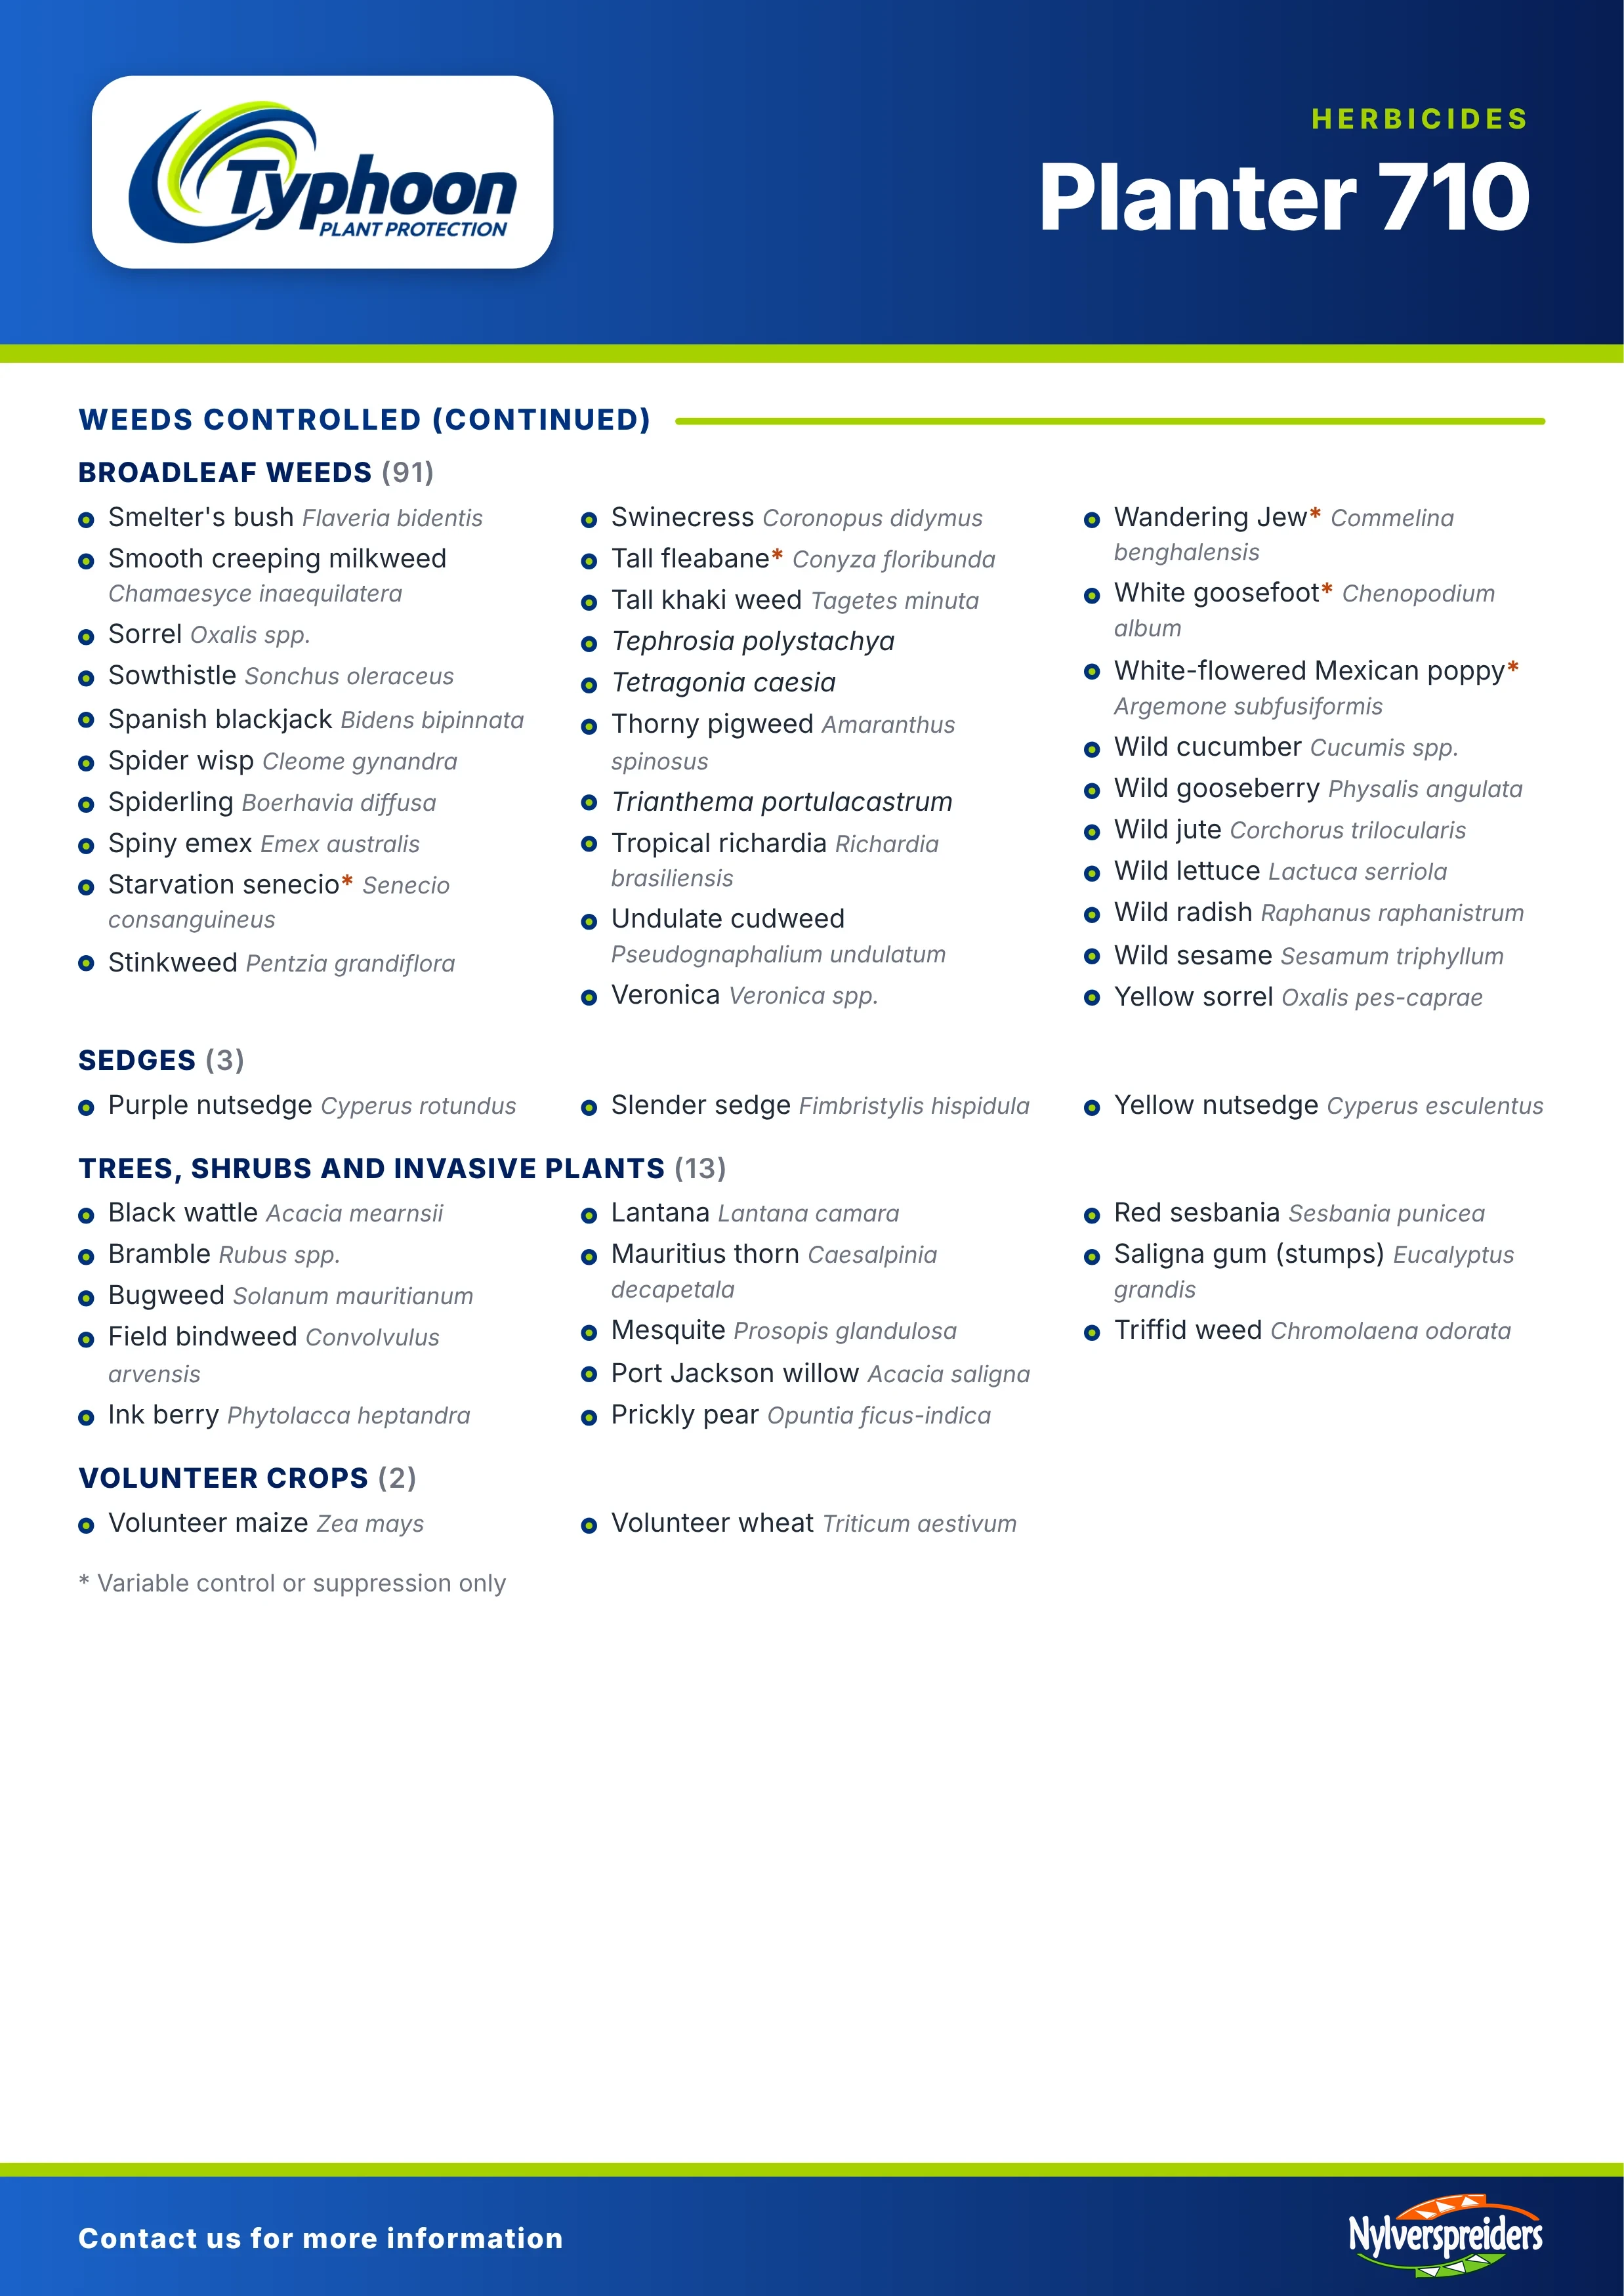 Typhoon
PLANT PROTECTION
HERBICIDES
Planter 710
WEEDS CONTROLLED (CONTINUED)
BROADLEAF WEEDS (91)
Smelter's bush Flaveria bidentis
Smooth creeping milkweed
Chamaesyce inaequilatera
Sorrel Oxalis spp.
Sowthistle Sonchus oleraceus
Spanish blackjack Bidens bipinnata
Spider wisp Cleome gynandra
Spiderling Boerhavia diffusa
Spiny emex Emex australis
Starvation senecio* Senecio
consanguineus
Stinkweed Pentzia grandiflora
Swinecress Coronopus didymus
Tall fleabane* Conyza floribunda
Tall khaki weed Tagetes minuta
Tephrosia polystachya
Tetragonia caesia
Thorny pigweed Amaranthus
spinosus
Trianthema portulacastrum
Tropical richardia Richardia
brasiliensis
Undulate cudweed
Pseudognaphalium undulatum
Veronica Veronica spp.
Wandering Jew* Commelina
benghalensis
White goosefoot* Chenopodium
album
White-flowered Mexican poppy*
Argemone subfusiformis
Wild cucumber Cucumis spp.
Wild gooseberry Physalis angulata
Wild jute Corchorus trilocularis
Wild lettuce Lactuca serriola
Wild radish Raphanus raphanistrum
Wild sesame Sesamum triphyllum
Yellow sorrel Oxalis pes-caprae
SEDGES (3)
Purple nutsedge Cyperus rotundus
Slender sedge Fimbristylis hispidula
Yellow nutsedge Cyperus esculentus
TREES, SHRUBS AND INVASIVE PLANTS (13)
Black wattle Acacia mearnsii
Bramble Rubus spp.
Bugweed Solanum mauritianum
Field bindweed Convolvulus
arvensis
Ink berry Phytolacca heptandra
Lantana Lantana camara
Mauritius thorn Caesalpinia
decapetala
Mesquite Prosopis glandulosa
Port Jackson willow Acacia saligna
Prickly pear Opuntia ficus-indica
Red sesbania Sesbania punicea
Saligna gum (stumps) Eucalyptus
grandis
Triffid weed Chromolaena odorata
VOLUNTEER CROPS (2)
Volunteer maize Zea mays
Volunteer wheat Triticum aestivum
* Variable control or suppression only
Contact us for more information
Nylverspreiders